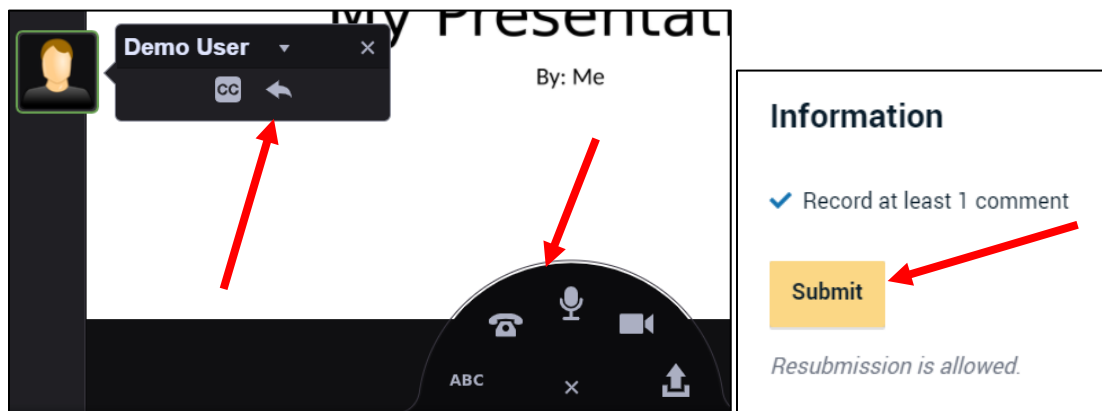 My Presentati
Demo User
CC
By: Me
ABC
Information
Record at least 1 comment
Submit
Resubmission is allowed.